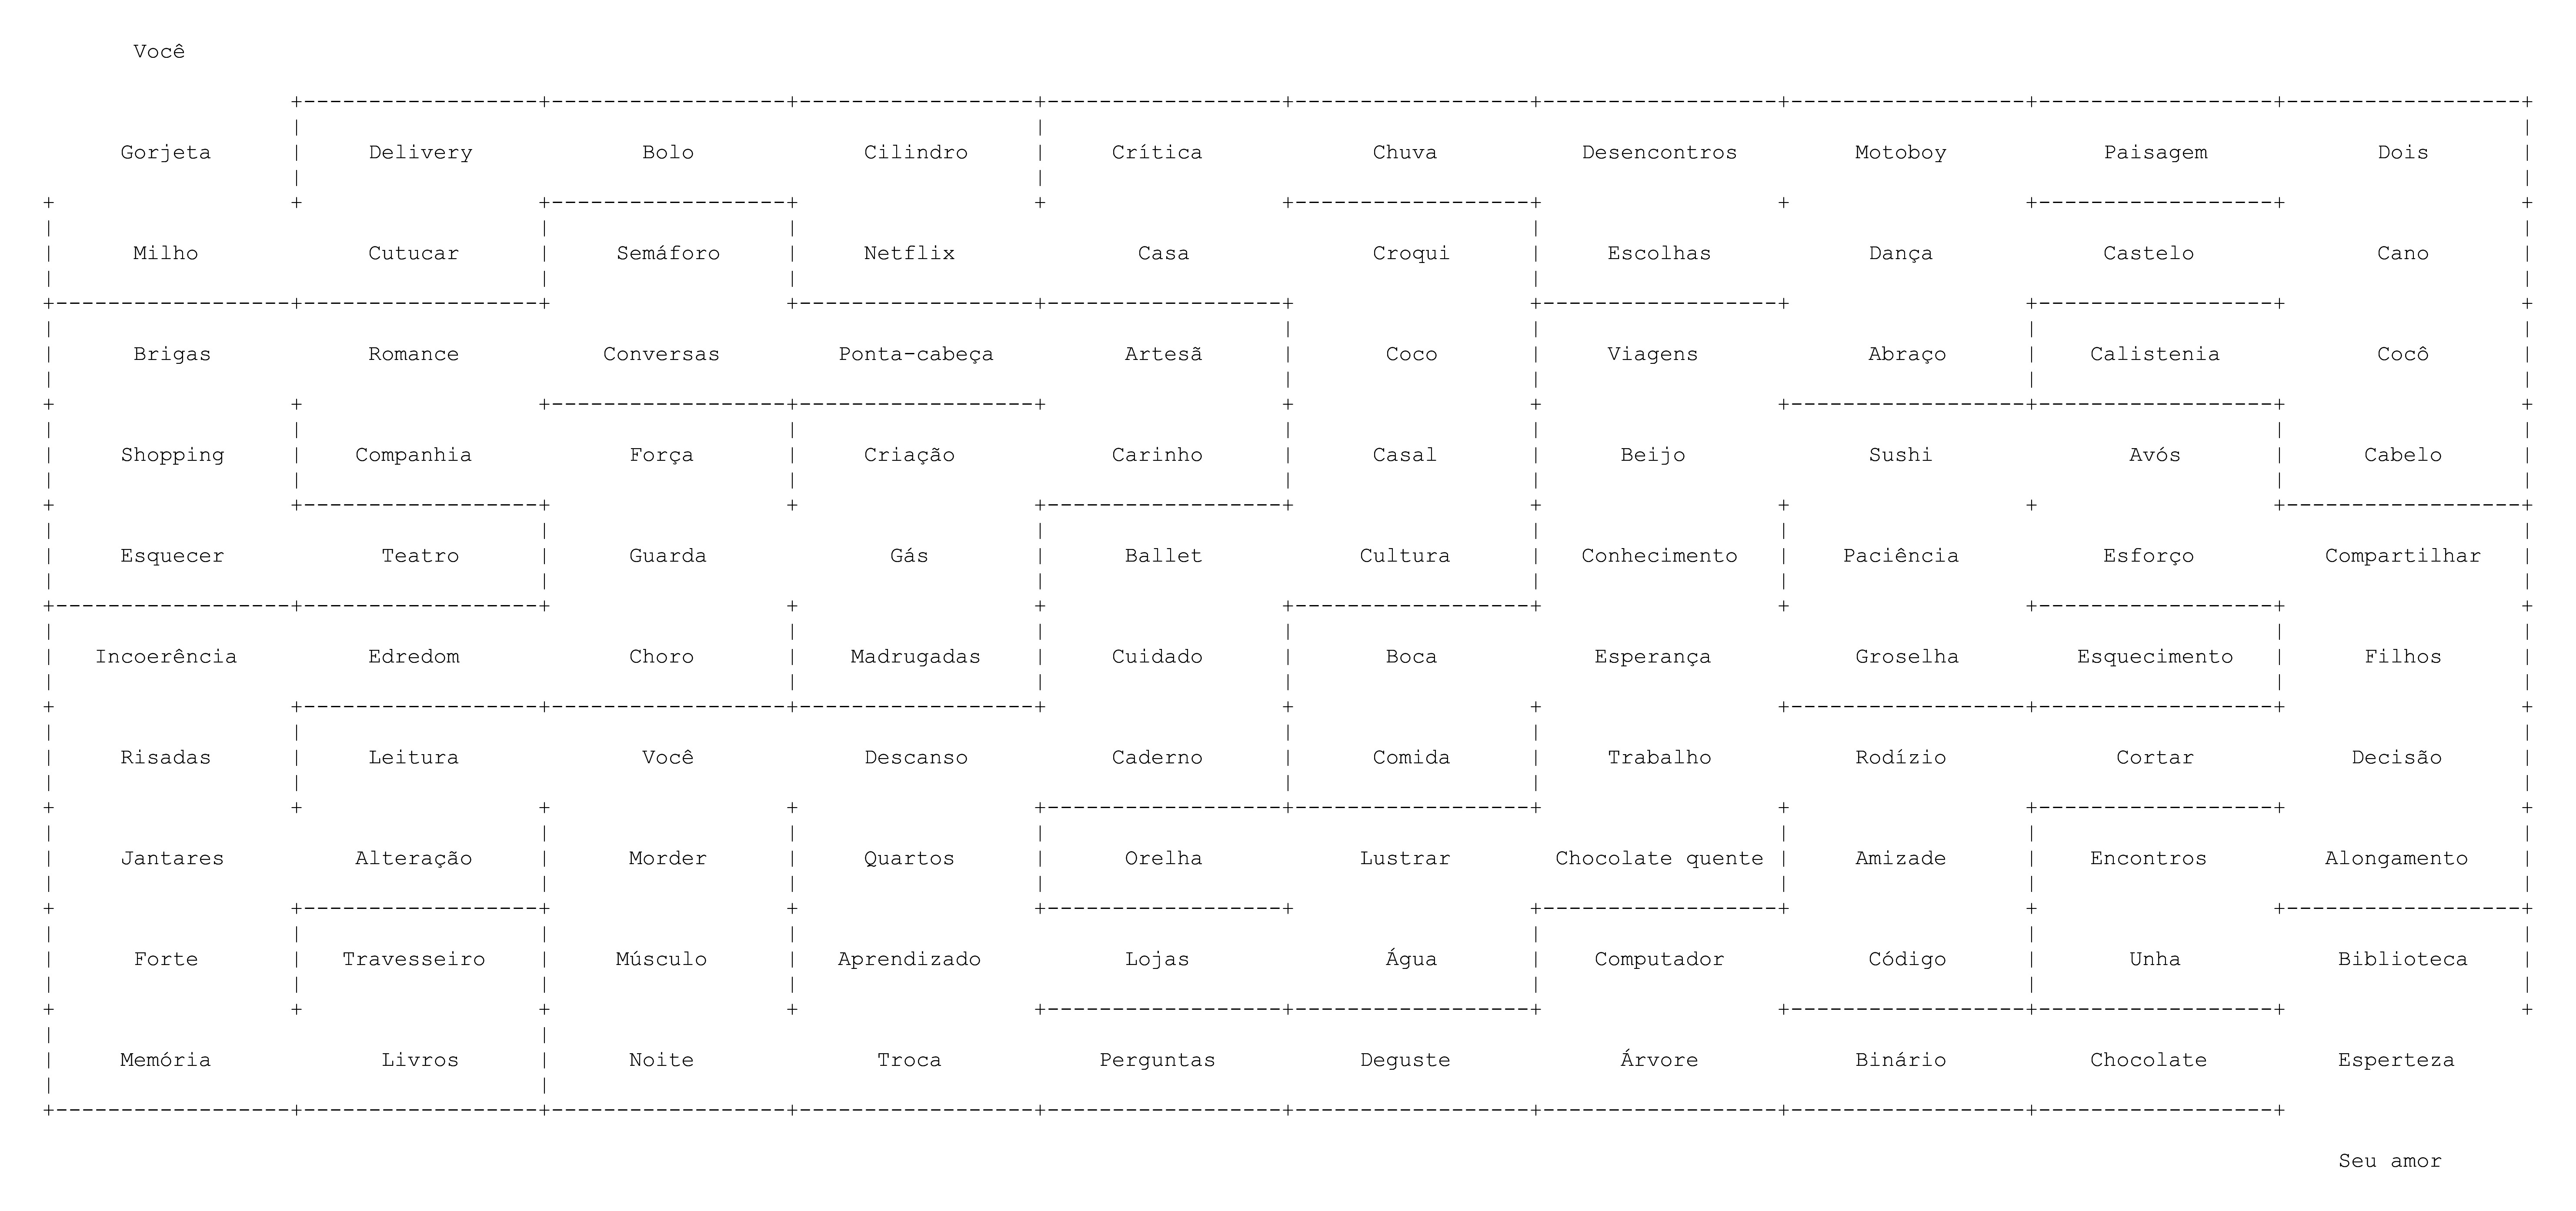 Você
Gorjeta Delivery Bolo Cilindro Crítica Chuva Desencontros Motoboy Paisagem Dois
Milho Cutucar Semáforo Netflix Casa Croqui Escolhas Dança Castelo Cano
Brigas Romance Conversas Ponta-cabeça Artesã Coco Viagens Abraço Calistenia Cocô
Shopping Companhia Força Criação Carinho Casal Beijo Sushi Avós Cabelo
Esquecer Teatro Guarda Gás Ballet Cultura Conhecimento Paciência Esforço Compartilhar
Incoerência Edredom Choro Madrugadas Cuidado Boca Esperança Groselha Esquecimento Filhos
Risadas Leitura Você Descanso Caderno Comida Trabalho Rodízio Cortar Decisão
Jantares Alteração Morder Quartos Orelha Lustrar Chocolate quente Amizade Encontros Alongamento
Forte Travesseiro Músculo Aprendizado Lojas Água Computador Código Unha Biblioteca
Memória Livros Noite Troca Perguntas Deguste Árvore Binário Chocolate Esperteza
Seu amor